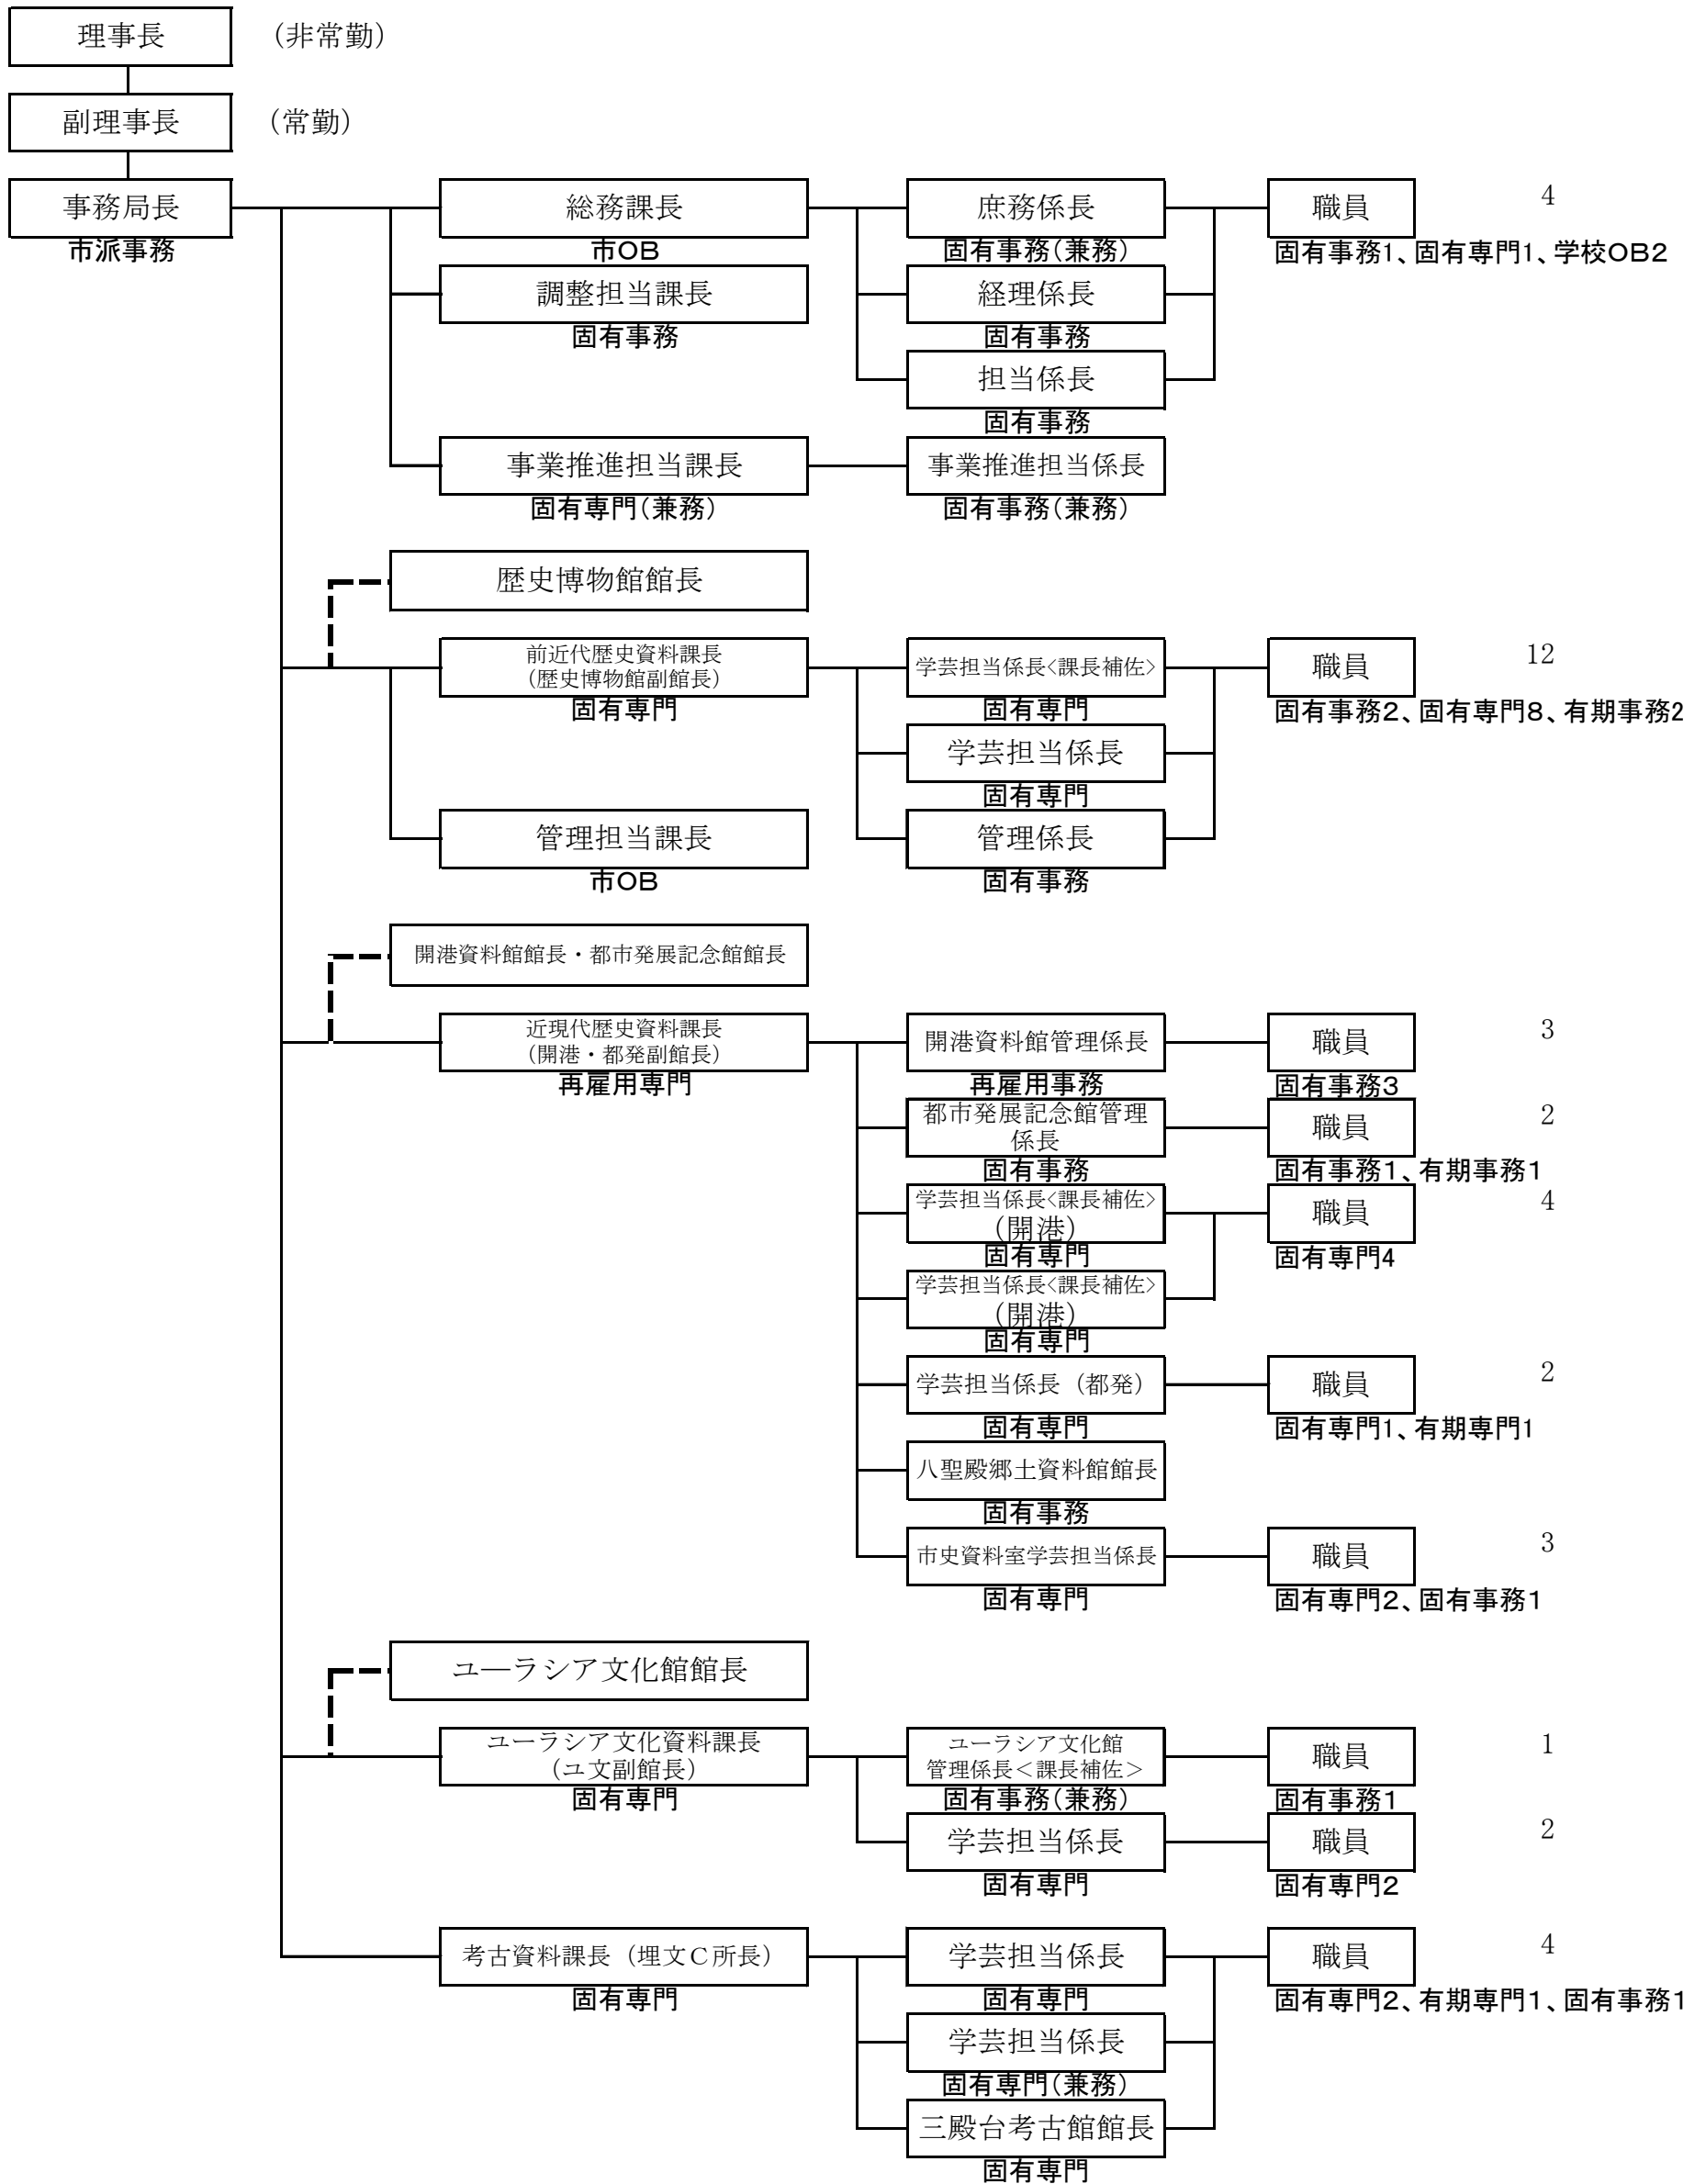 理事長 (非常勤)
副理事長 (常勤)
事務局長 総務課長 庶務係長 職員 4
市派事務 市OB 固有事務(兼務) 固有事務1、固有専門1、学校OB2
調整担当課長 経理係長
固有事務 固有事務
担当係長
固有事務
事業推進担当課長 事業推進担当係長
固有専門(兼務) 固有事務(兼務)
歴史博物館館長
前近代歴史資料課長
(歴史博物館副館長) 学芸担当係長<課長補佐> 職員 12
固有専門 固有専門 固有事務2、固有専門8、有期事務2
学芸担当係長
固有専門
管理担当課長 管理係長
市OB 固有事務
開港資料館館長・都市発展記念館館長
近現代歴史資料課長
(開港・都発副館長) 開港資料館管理係長 職員 3
再雇用専門 再雇用事務 固有事務3
都市発展記念館管理
係長 職員 2
固有事務 固有事務1、有期事務1
学芸担当係長<課長補佐>
(開港) 職員 4
固有専門 固有専門4
学芸担当係長<課長補佐>
(開港)
固有専門
学芸担当係長(都発) 職員 2
固有専門 固有専門1、有期専門1
八聖殿郷土資料館館長
固有事務
市史資料室学芸担当係長 職員 3
固有専門 固有専門2、固有事務1
ユーラシア文化館館長
ユーラシア文化資料課長
(ユ文副館長)
ユーラシア文化館
管理係長<課長補佐> 職員 1
固有専門 固有事務(兼務) 固有事務1
学芸担当係長 職員 2
固有専門 固有専門2
考古資料課長(埋文C所長) 学芸担当係長 職員 4
固有専門 固有専門 固有専門2、有期専門1、固有事務1
学芸担当係長
固有専門(兼務)
三殿台考古館館長
固有専門